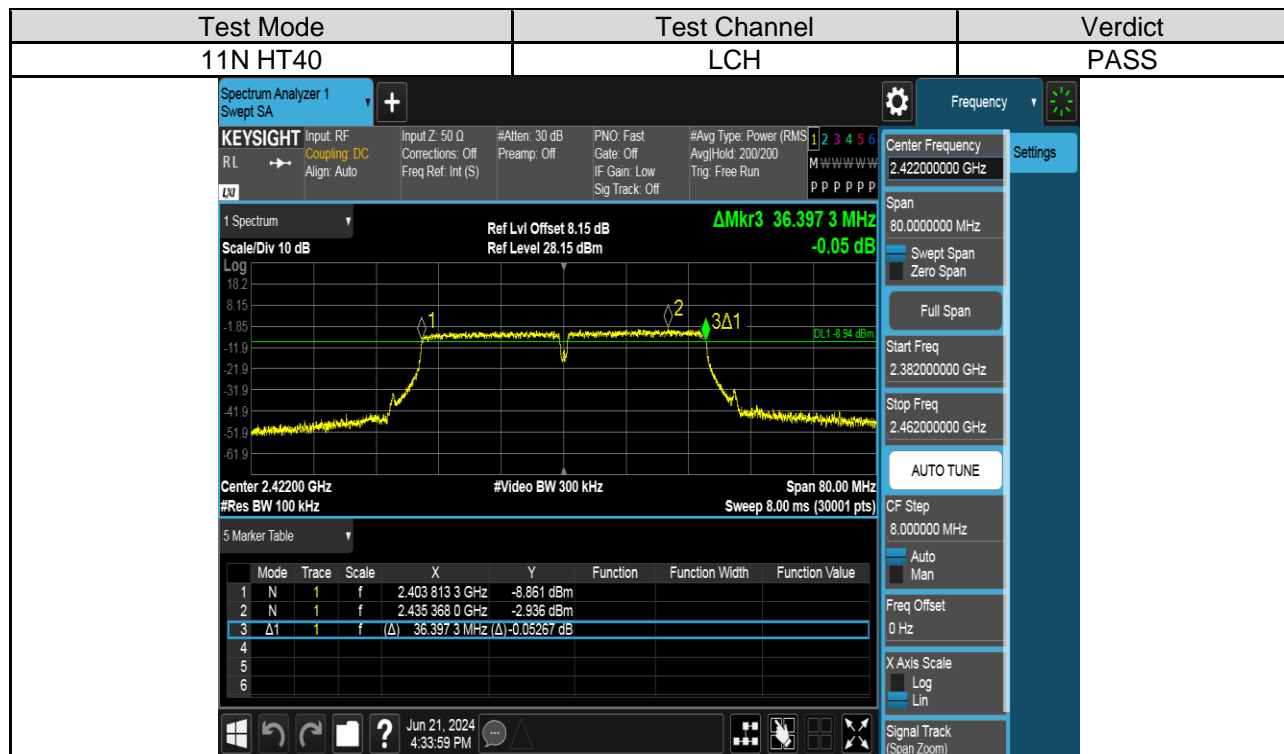 Test Mode Test Channel Verdict
11N HT40 LCH PASS
Spectrum Analyzer 1
Swept SA
Frequency
KEYSIGHT Input: RF Input Z: 50 Ω #Atten: 30 dB PNO: Fast #Avg Type: Power (RMS 1 2 3 4 5 6
RL Coupling: DC Corrections: Off Preamp: Off Gate: Off Avg|Hold: 200/200 M W W W W W
Align: Auto Freq Ref: Int (S) IF Gain: Low Trig: Free Run
LXI Sig Track: Off P P P P P P
1 Spectrum
Ref Lvl Offset 8.15 dB ΔMkr3 36.397 3 MHz
Scale/Div 10 dB Ref Level 28.15 dBm -0.05 dB
Log
18.2
8.15
-1.85
-11.9
-21.9
-31.9
-41.9
-51.9
-61.9
1 2 3Δ1
DL1 -8.94 dBm
Center 2.42200 GHz #Video BW 300 kHz Span 80.00 MHz
#Res BW 100 kHz Sweep 8.00 ms (30001 pts)
5 Marker Table
Mode Trace Scale X Y Function Function Width Function Value
1 N 1 f 2.403 813 3 GHz -8.861 dBm
2 N 1 f 2.435 368 0 GHz -2.936 dBm
3 Δ1 1 f (Δ) 36.397 3 MHz (Δ) -0.05267 dB
4
5
6
? Jun 21, 2024
4:33:59 PM
Center Frequency
2.422000000 GHz
Settings
Span
80.0000000 MHz
Swept Span
Zero Span
Full Span
Start Freq
2.382000000 GHz
Stop Freq
2.462000000 GHz
AUTO TUNE
CF Step
8.000000 MHz
Auto
Man
Freq Offset
0 Hz
X Axis Scale
Log
Lin
Signal Track
(Span Zoom)